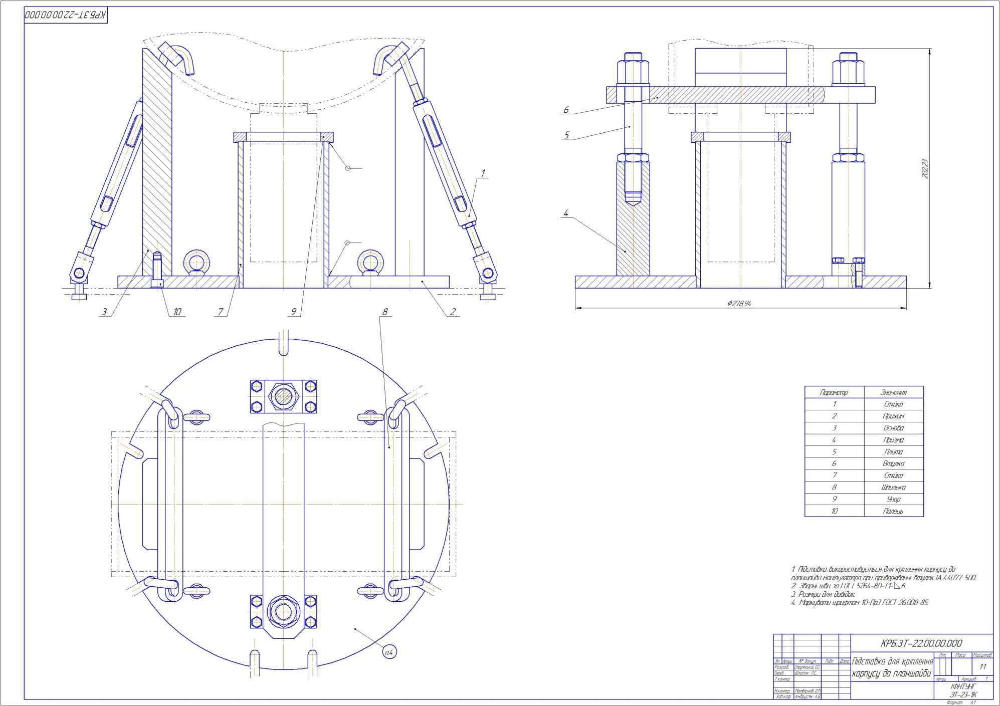 КРБ.ЗТ-22.00.00.000
1
2
3
4
5
6
7
8
9
10
202,23
⌀278,94
п.4
Параметр Значення
1 Стійка
2 Прижим
3 Основа
4 Призма
5 Плита
6 Втулка
7 Стійка
8 Шпилька
9 Упор
10 Палець
1. Підставка використовується для кріплення корпусу до
планшайби маніпулятора при приварюванні втулок ІА 44077-500.
2. Зварні шви за ГОСТ 5264-80-Т1-◺6.
3. Розміри для довідок.
4. Маркувати шрифтом 10-Пр3 ГОСТ 26.008-85.
КРБ.ЗТ-22.00.00.000
Підставка для кріплення
корпусу до планшайби
Літ. Маса Масштаб
1:1
Аркуш Аркушів 1
ІФНТУНГ
ЗТ-23-1К
Зм. Аркуш № докум. Підп. Дата
Розроб. Струмінський О.О.
Перев. Шлапак Л.С.
Т.контр.
Н.контр. Матвієнків О.М.
Зав.каф. Андрусяк А.В.
Формат А1